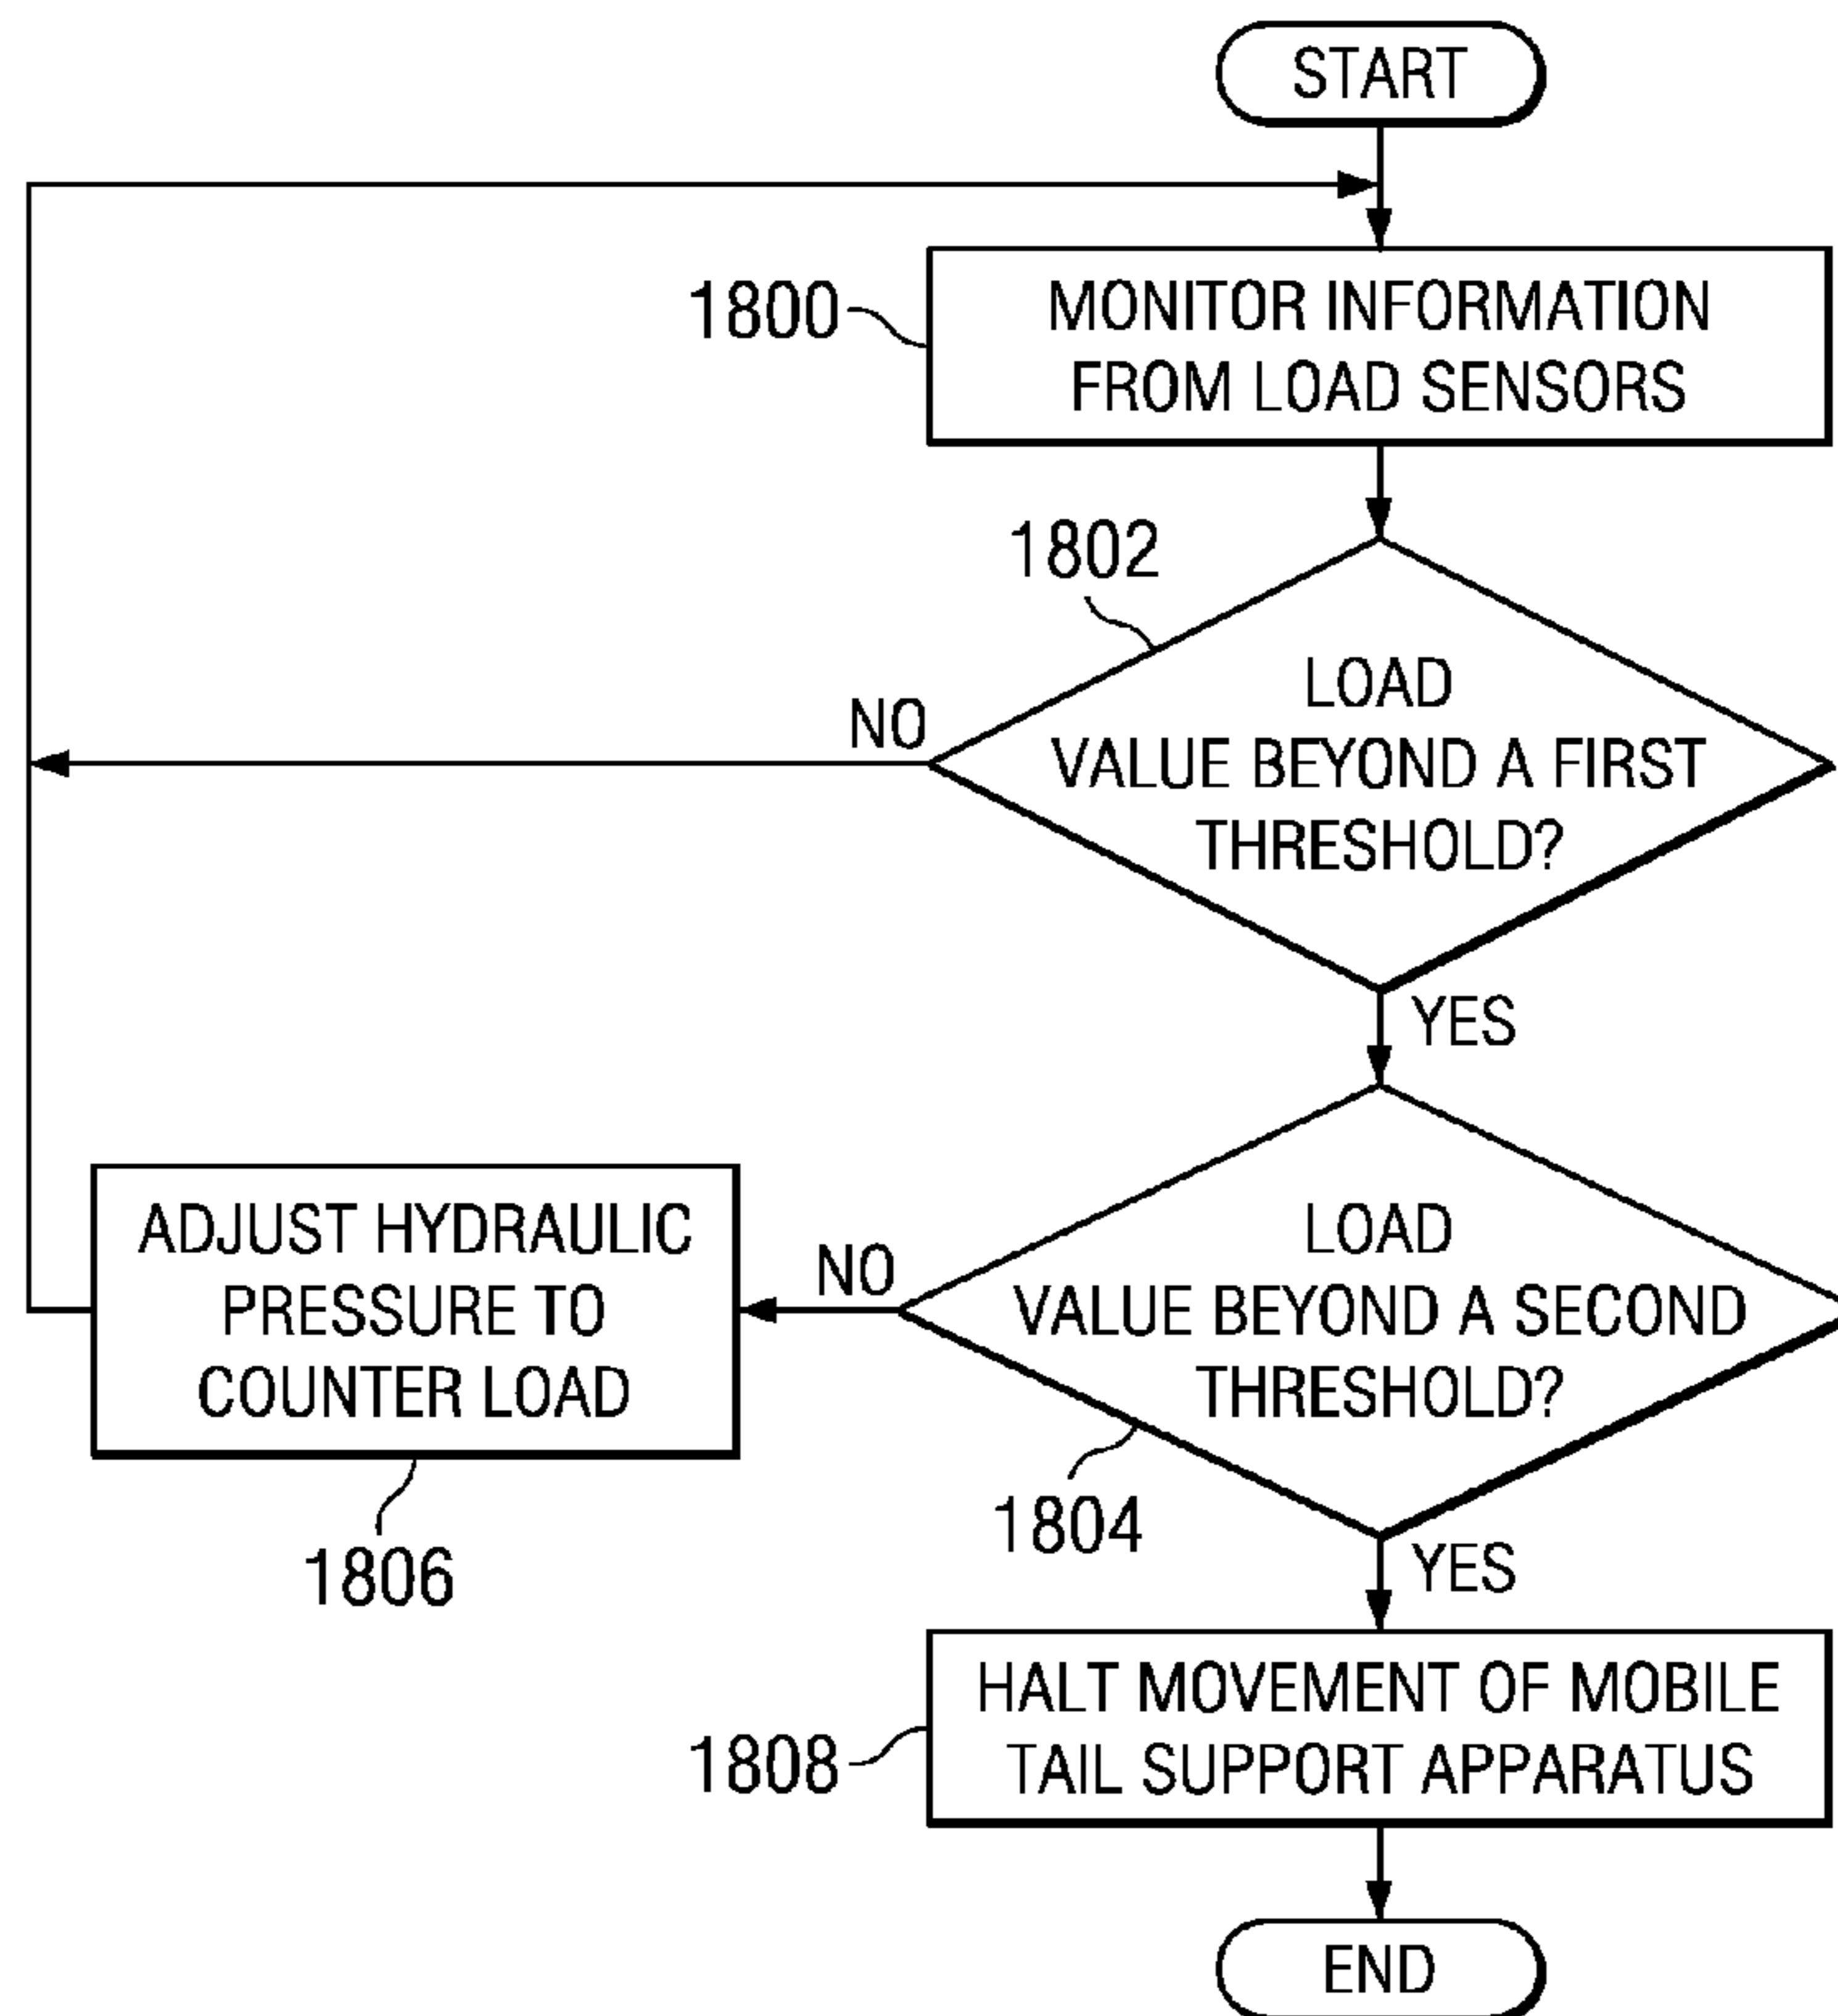 START
1800
MONITOR INFORMATION
FROM LOAD SENSORS
1802
LOAD
VALUE BEYOND A FIRST
THRESHOLD?
NO
YES
LOAD
VALUE BEYOND A SECOND
THRESHOLD?
1804
NO
ADJUST HYDRAULIC
PRESSURE TO
COUNTER LOAD
1806
YES
1808
HALT MOVEMENT OF MOBILE
TAIL SUPPORT APPARATUS
END